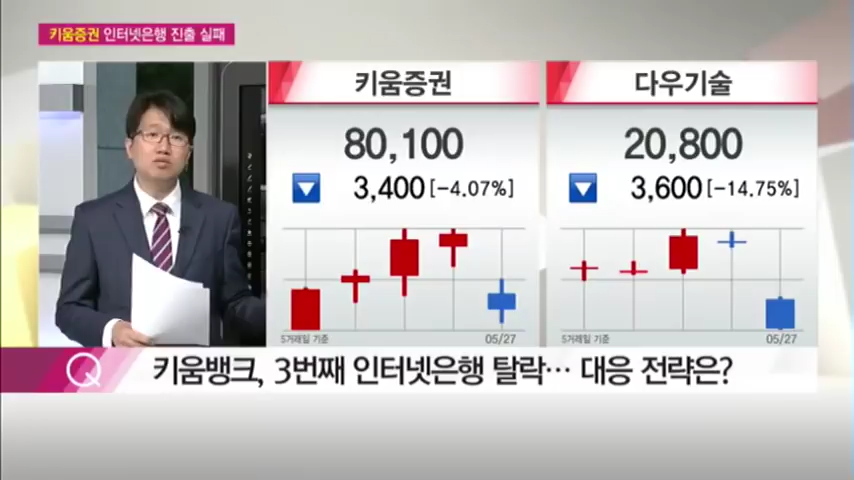 키움증권 인터넷은행 진출 실패
키움증권
80,100
▼ 3,400 [-4.07%]
5거래일 기준 05/27
다우기술
20,800
▼ 3,600 [-14.75%]
5거래일 기준 05/27
Q 키움뱅크, 3번째 인터넷은행 탈락… 대응 전략은?